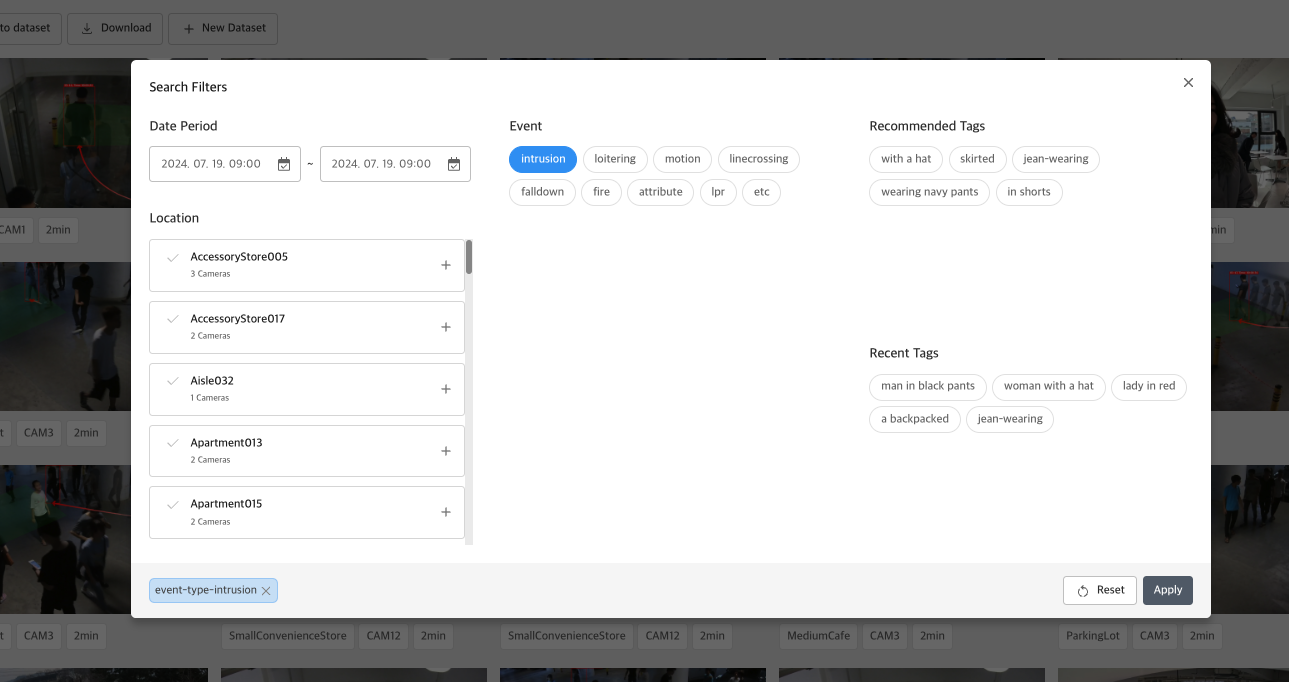 to dataset
Download
New Dataset
Search Filters
Date Period
2024. 07. 19. 09:00 ~ 2024. 07. 19. 09:00
Location
AccessoryStore005
3 Cameras
AccessoryStore017
2 Cameras
Aisle032
1 Cameras
Apartment013
2 Cameras
Apartment015
2 Cameras
Event
intrusion loitering motion linecrossing
falldown fire attribute lpr etc
Recommended Tags
with a hat skirted jean-wearing
wearing navy pants in shorts
Recent Tags
man in black pants woman with a hat lady in red
a backpacked jean-wearing
event-type-intrusion
Reset
Apply
CAM1 2min
CAM3 2min
CAM3 2min
SmallConvenienceStore CAM12 2min
SmallConvenienceStore CAM12 2min
MediumCafe CAM3 2min
ParkingLot CAM3 2min